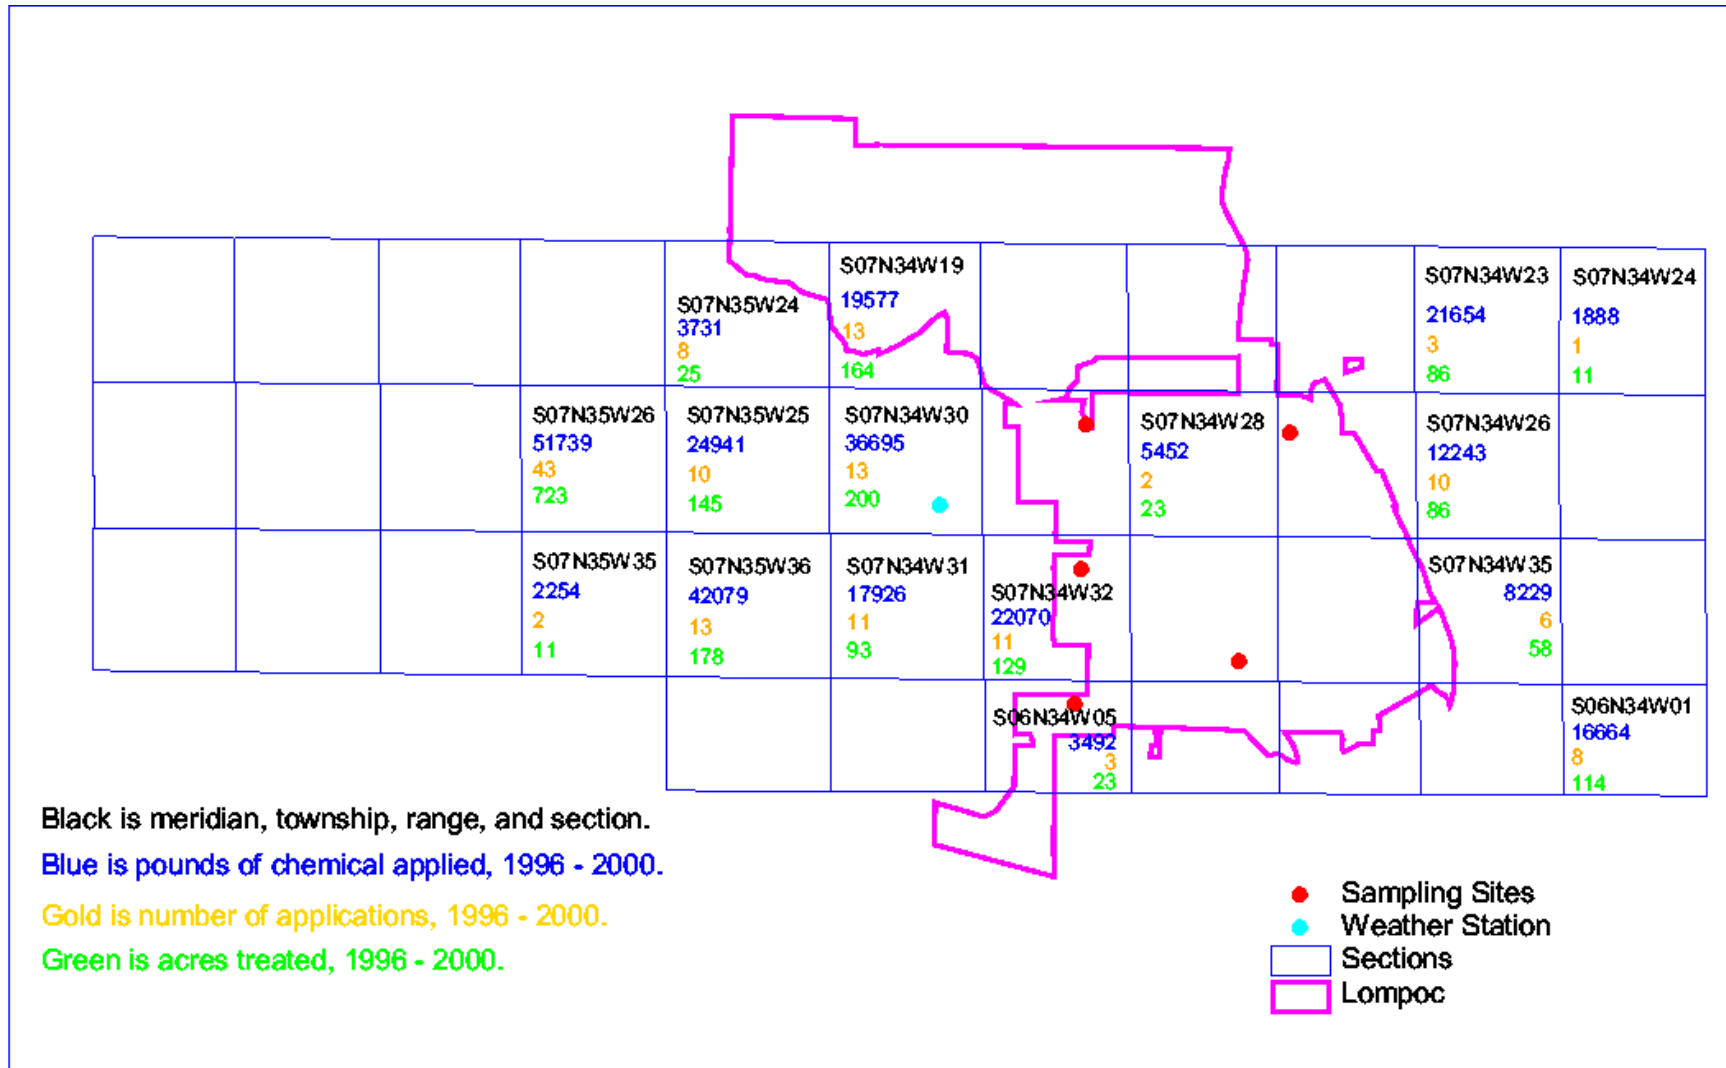 S07N35W24
3731
8
25
S07N34W19
19577
13
164
S07N34W23
21654
3
86
S07N34W24
1888
1
11
S07N35W26
51739
43
723
S07N35W25
24941
10
145
S07N34W30
36695
13
200
S07N34W28
5452
2
23
S07N34W26
12243
10
86
S07N35W35
2254
2
11
S07N35W36
42079
13
178
S07N34W31
17926
11
93
S07N34W32
22070
11
129
S07N34W35
8229
6
58
S06N34W05
3492
3
23
S06N34W01
16664
8
114
Black is meridian, township, range, and section.
Blue is pounds of chemical applied, 1996 - 2000.
Gold is number of applications, 1996 - 2000.
Green is acres treated, 1996 - 2000.
Sampling Sites
Weather Station
Sections
Lompoc